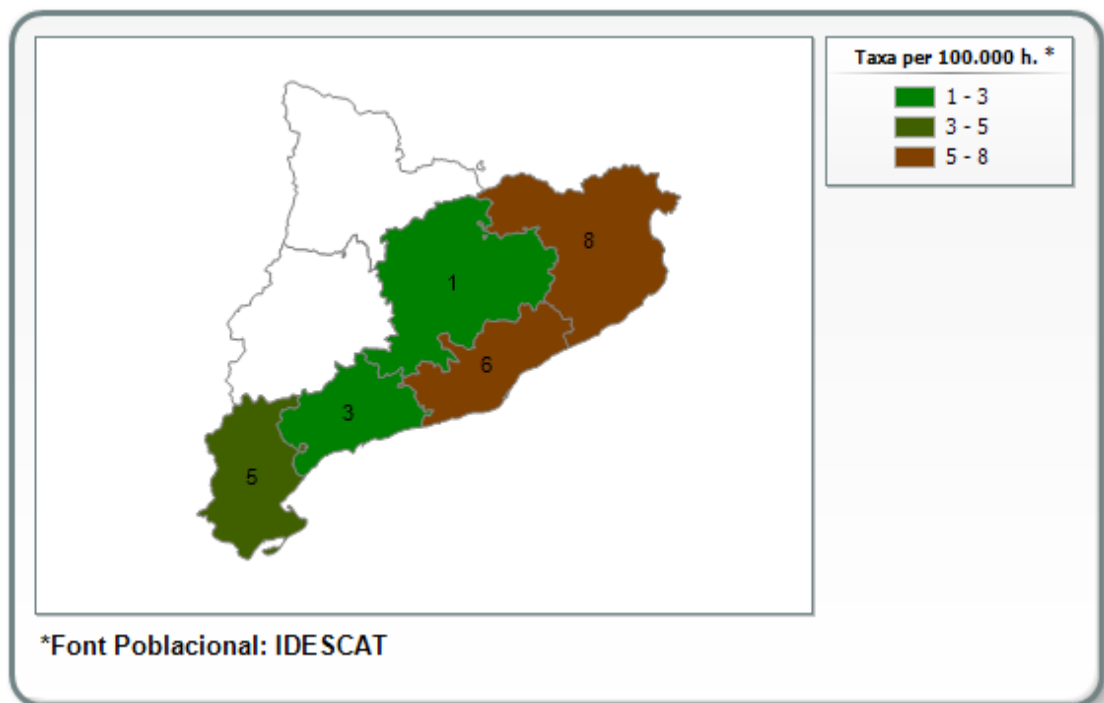 Taxa per 100.000 h. *
1 - 3
3 - 5
5 - 8
8
1
6
3
5
*Font Poblacional: IDESCAT